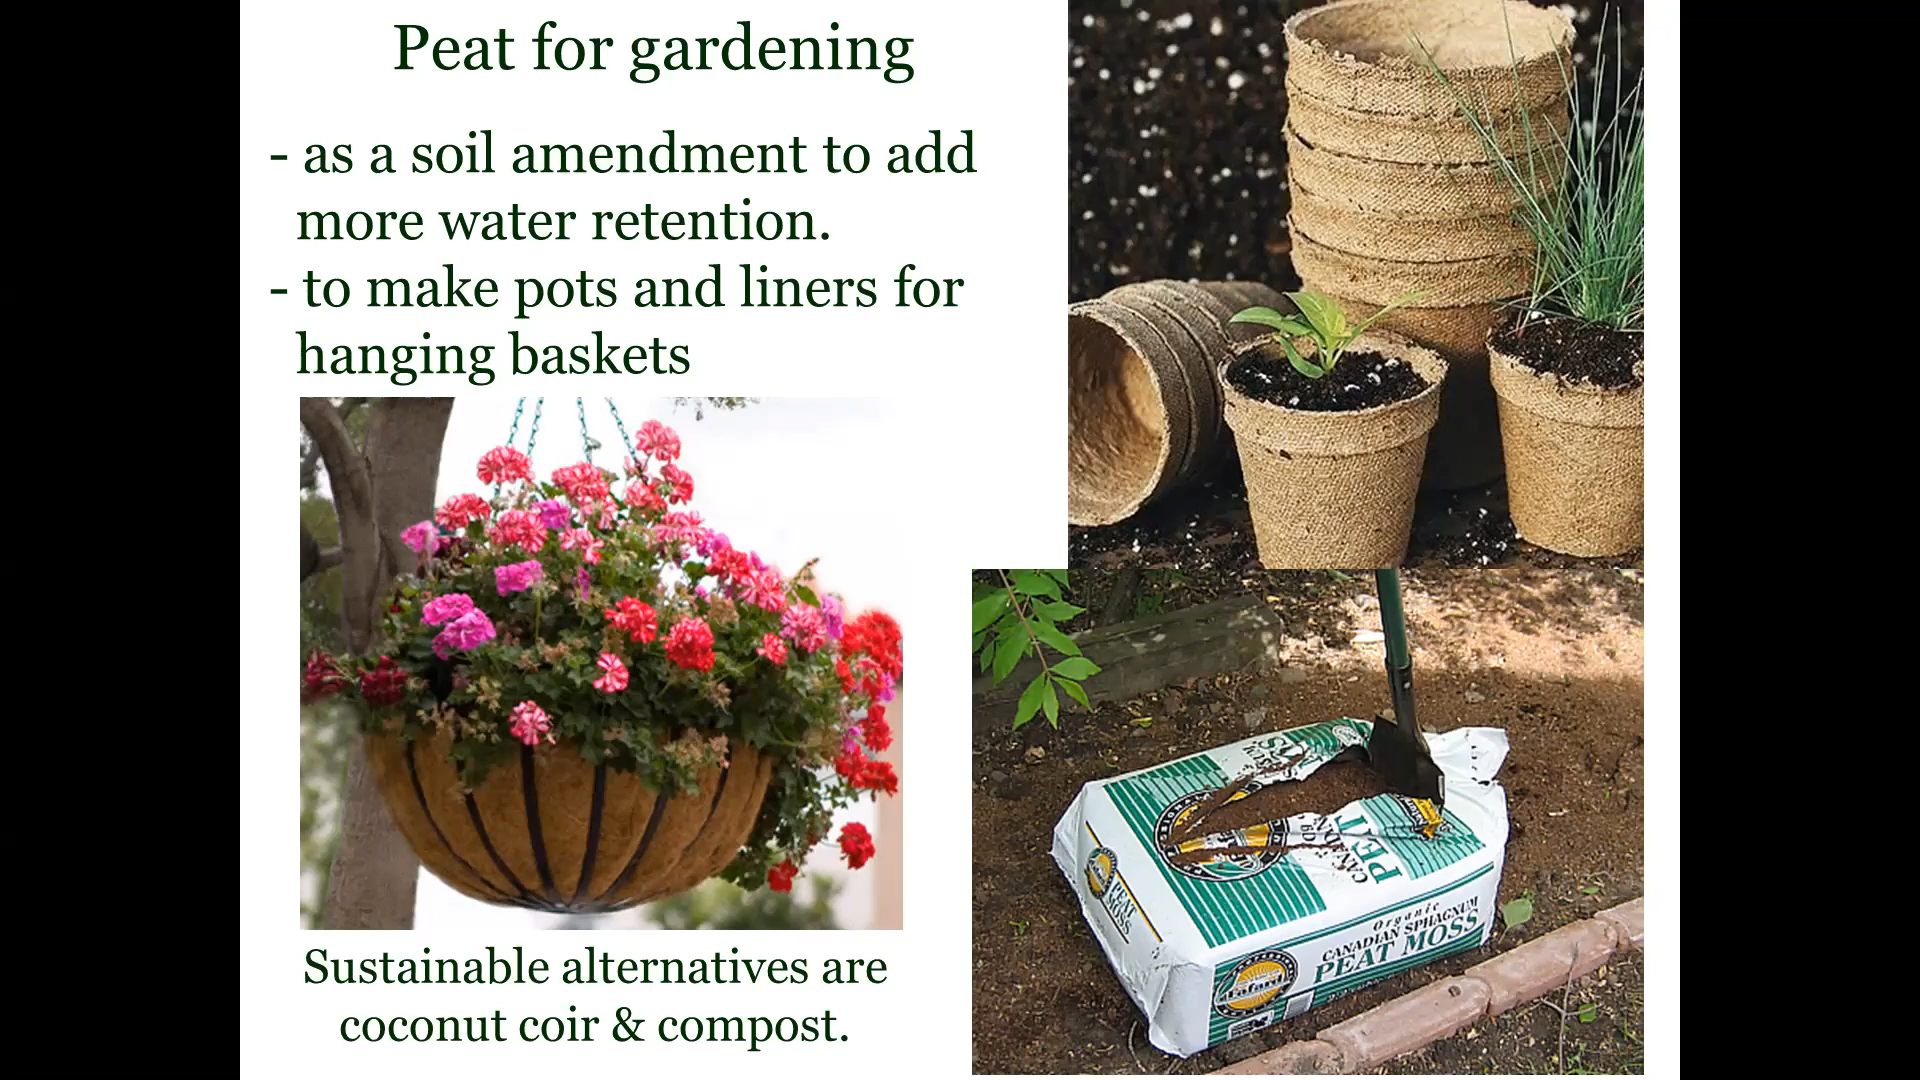 Peat for gardening
- as a soil amendment to add
more water retention.
- to make pots and liners for
hanging baskets
Sustainable alternatives are
coconut coir & compost.
PEAT
PEAT
MOSS
Organic
CANADIAN SPHAGNUM
PEAT MOSS
Fafard